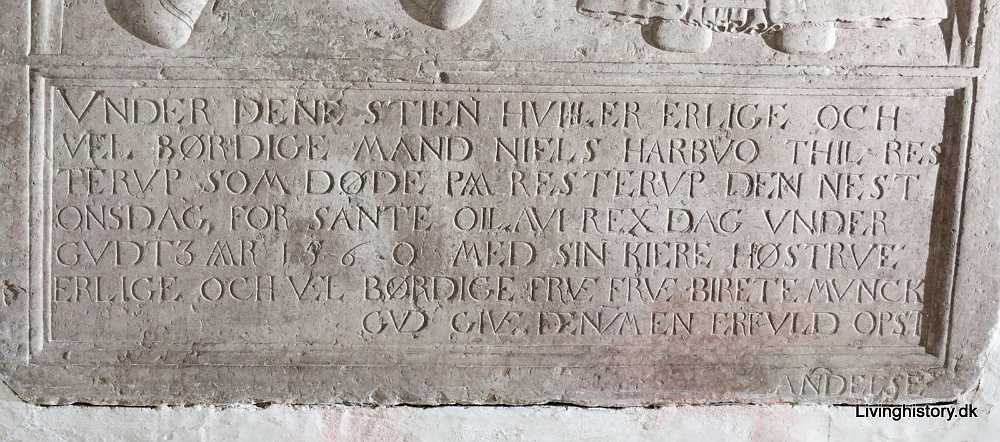 VNDER DENE STIEN HVILER ERLIGE OCH
VEL BØRDIGE MAND NIELS HARBVO THIL RES
TERVP SOM DØDE PAA RESTERVP DEN NEST
ONSDAG FOR SANTE OLLAVI REX DAG VNDER
GVDTZ AAR 1560 MED SIN KIERE HØSTRVE
ERLIGE OCH VEL BØRDIGE FRVE FRVE BIRETE MVNCK
GVD GIVE DENVM EN ERFVLD OPST
ANDELSE
Livinghistory.dk